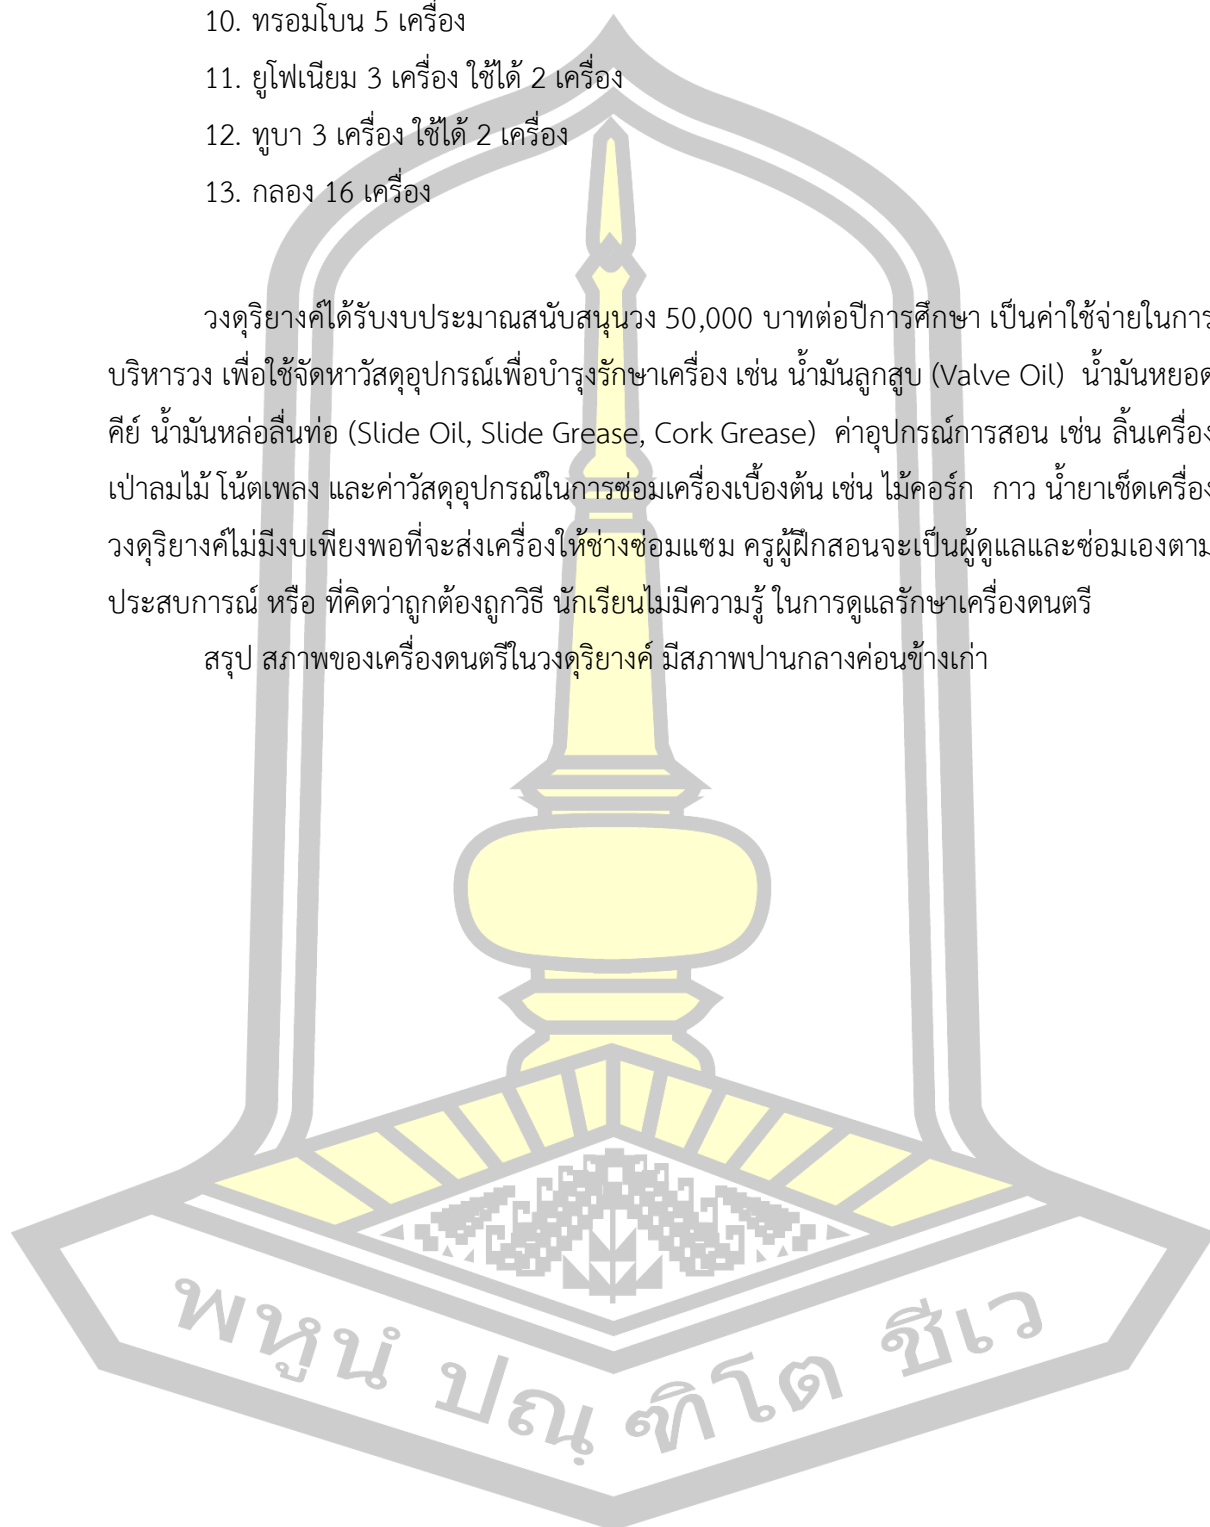 10. ทรอมโบน 5 เครื่อง
11. ยูโฟเนียม 3 เครื่อง ใช้ได้ 2 เครื่อง
12. ทูบา 3 เครื่อง ใช้ได้ 2 เครื่อง
13. กลอง 16 เครื่อง
วงดุริยางค์ได้รับงบประมาณสนับสนุนวง 50,000 บาทต่อปีการศึกษา เป็นค่าใช้จ่ายในการ
บริหารวง เพื่อใช้จัดหาวัสดุอุปกรณ์เพื่อบำรุงรักษาเครื่อง เช่น น้ำมันลูกสูบ (Valve Oil) น้ำมันหยอด
คีย์ น้ำมันหล่อลื่นท่อ (Slide Oil, Slide Grease, Cork Grease) ค่าอุปกรณ์การสอน เช่น ลิ้นเครื่อง
เป่าลมไม้ โน้ตเพลง และค่าวัสดุอุปกรณ์ในการซ่อมเครื่องเบื้องต้น เช่น ไม้คอร์ก กาว น้ำยาเช็ดเครื่อง
วงดุริยางค์ไม่มีงบเพียงพอที่จะส่งเครื่องให้ช่างซ่อมแซม ครูผู้ฝึกสอนจะเป็นผู้ดูแลและซ่อมเองตาม
ประสบการณ์ หรือ ที่คิดว่าถูกต้องถูกวิธี นักเรียนไม่มีความรู้ ในการดูแลรักษาเครื่องดนตรี
สรุป สภาพของเครื่องดนตรีในวงดุริยางค์ มีสภาพปานกลางค่อนข้างเก่า
พหูนํ ปณฺ ฑิโต ชีเว